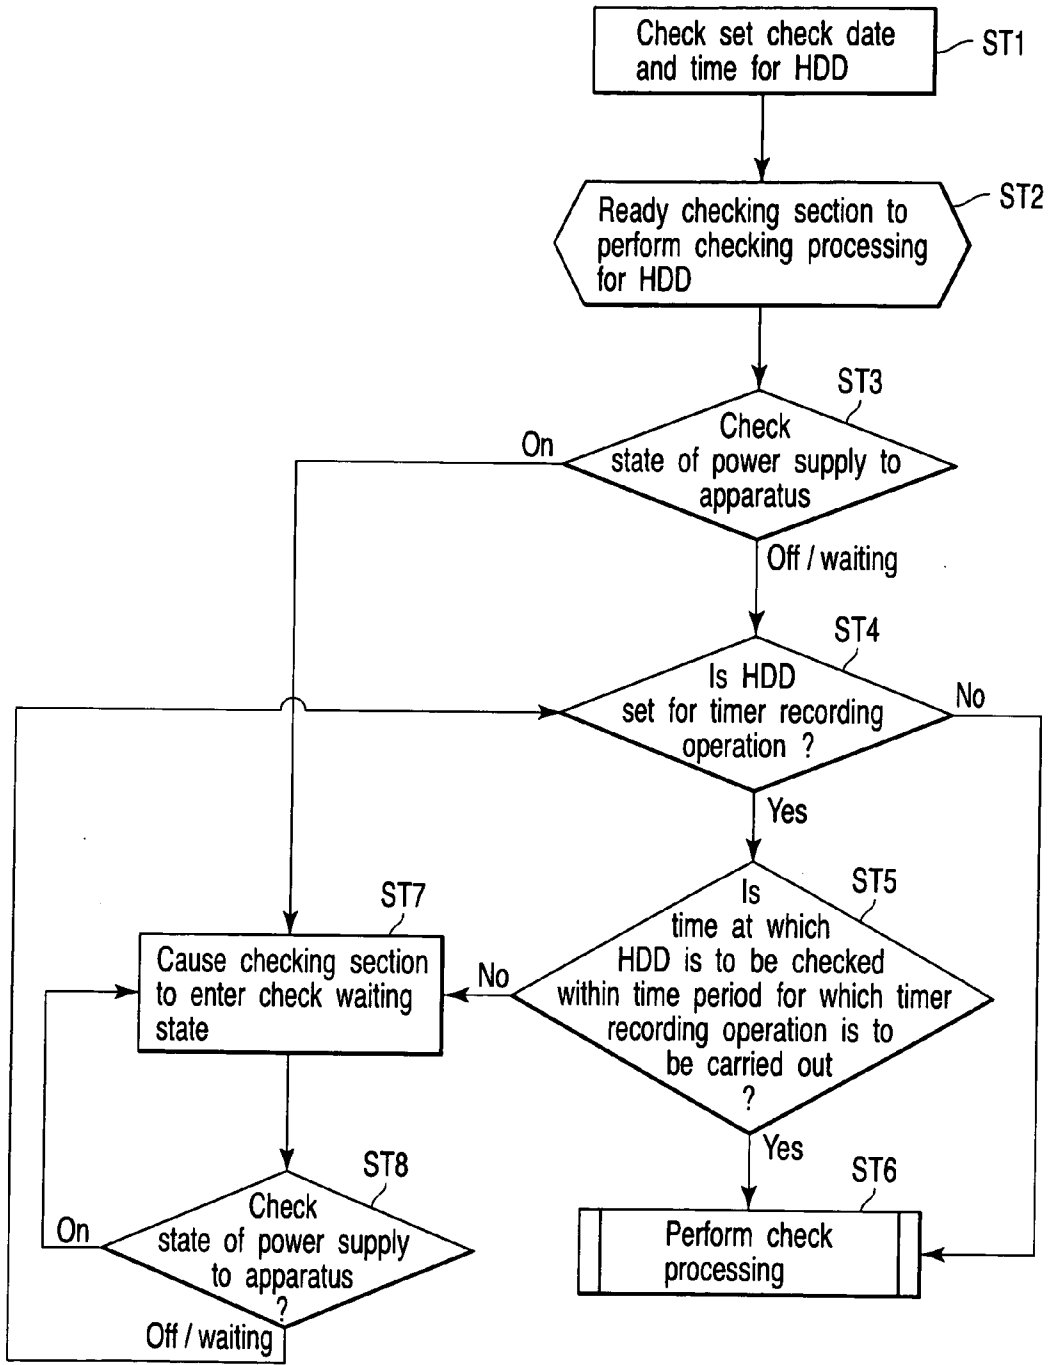 Check set check date
and time for HDD
ST1
ST2
Ready checking section to
perform checking processing
for HDD
ST3
Check
state of power supply to
apparatus
On
Off / waiting
ST4
Is HDD
set for timer recording
operation ?
No
Yes
ST5
Is
time at which
HDD is to be checked
within time period for which timer
recording operation is to
be carried out
?
No
Yes
ST7
Cause checking section
to enter check waiting
state
ST8
Check
state of power supply
to apparatus
?
On
Off / waiting
ST6
Perform check
processing